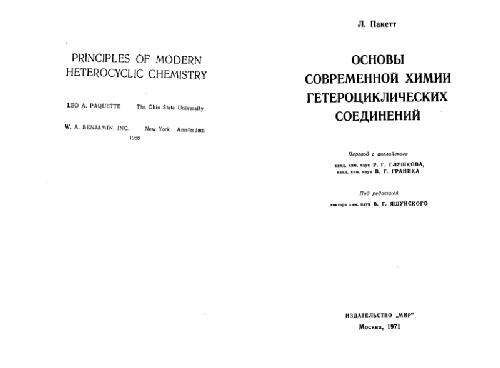 PRINCIPLES OF MODERN
HETEROCYCLIC CHEMISTRY
LEO A. PAQUETTE The Ohio State University
W. A. BENJAMIN, INC. New York Amsterdam
1968
Л. Пакетт
ОСНОВЫ
СОВРЕМЕННОЙ ХИМИИ
ГЕТЕРОЦИКЛИЧЕСКИХ
СОЕДИНЕНИЙ
Перевод с английского
канд. хим. наук Р. Г. ГЛУШКОВА,
канд. хим. наук В. Г. ГРАНИКА
Под редакцией
доктора хим. наук В. Г. ЯШУНСКОГО
ИЗДАТЕЛЬСТВО „МИР"
Москва, 1971